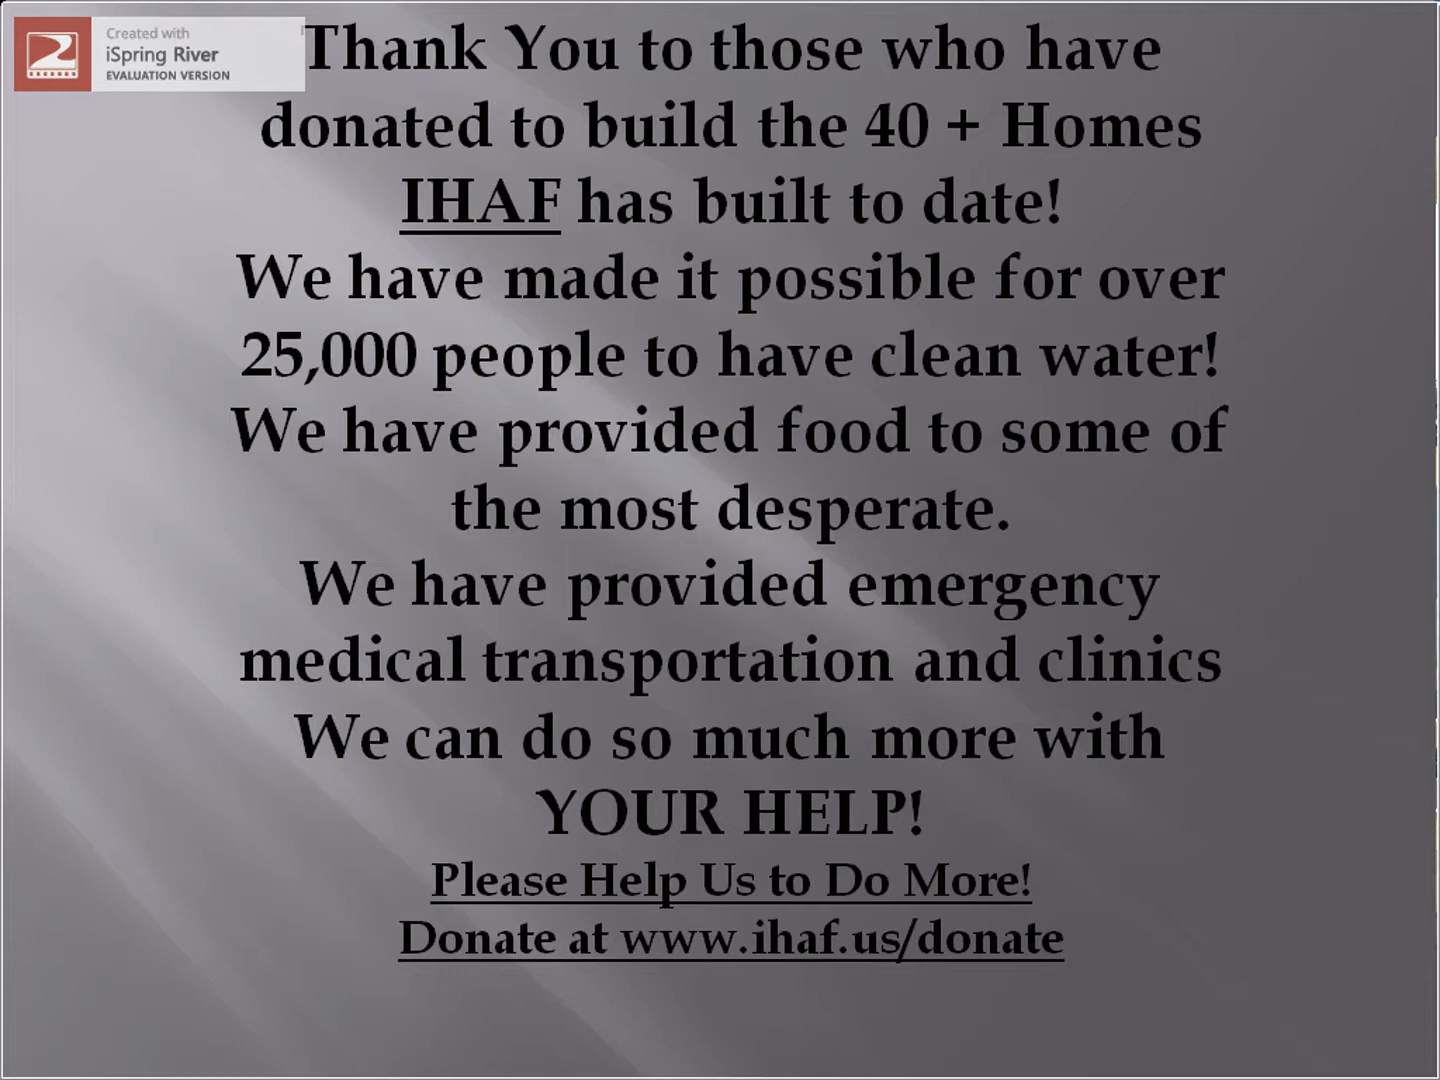 Created with
iSpring River
EVALUATION VERSION
Thank You to those who have
donated to build the 40 + Homes
IHAF has built to date!
We have made it possible for over
25,000 people to have clean water!
We have provided food to some of
the most desperate.
We have provided emergency
medical transportation and clinics
We can do so much more with
YOUR HELP!
Please Help Us to Do More!
Donate at www.ihaf.us/donate